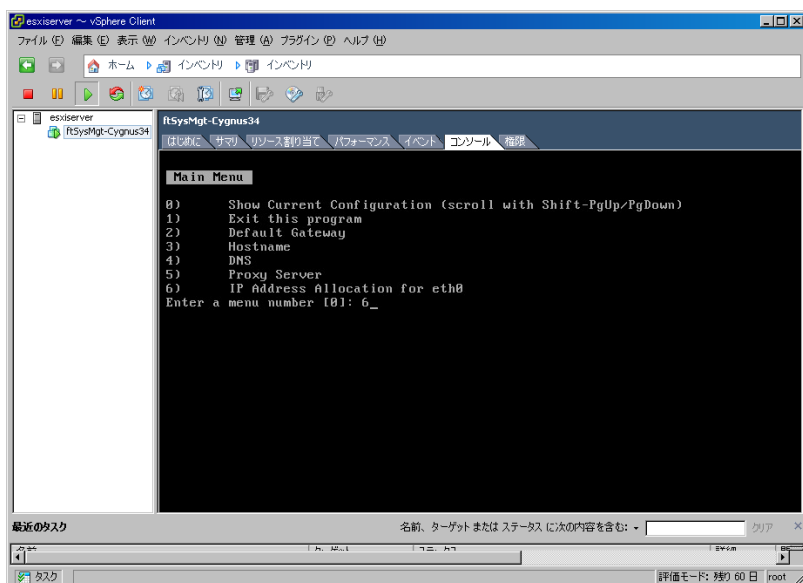 esxiserver ～ vSphere Client
ファイル (F) 編集 (E) 表示 (W) インベントリ (N) 管理 (A) プラグイン (P) ヘルプ (H)
ホーム インベントリ インベントリ
esxiserver
ftSysMgt-Cygnus34
ftSysMgt-Cygnus34
はじめに サマリ リソース割り当て パフォーマンス イベント コンソール 権限
Main Menu
0) Show Current Configuration (scroll with Shift-PgUp/PgDown)
1) Exit this program
2) Default Gateway
3) Hostname
4) DNS
5) Proxy Server
6) IP Address Allocation for eth0
Enter a menu number [0]: 6_
最近のタスク
名前、ターゲット または ステータス に次の内容を含む:
クリア
タスク
評価モード: 残り 60 日
root